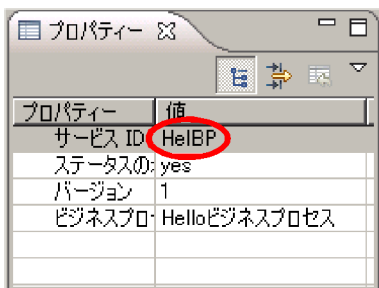 プロパティー
プロパティー 値
サービス ID HelBP
ステータスの yes
バージョン 1
ビジネスプロ Helloビジネスプロセス